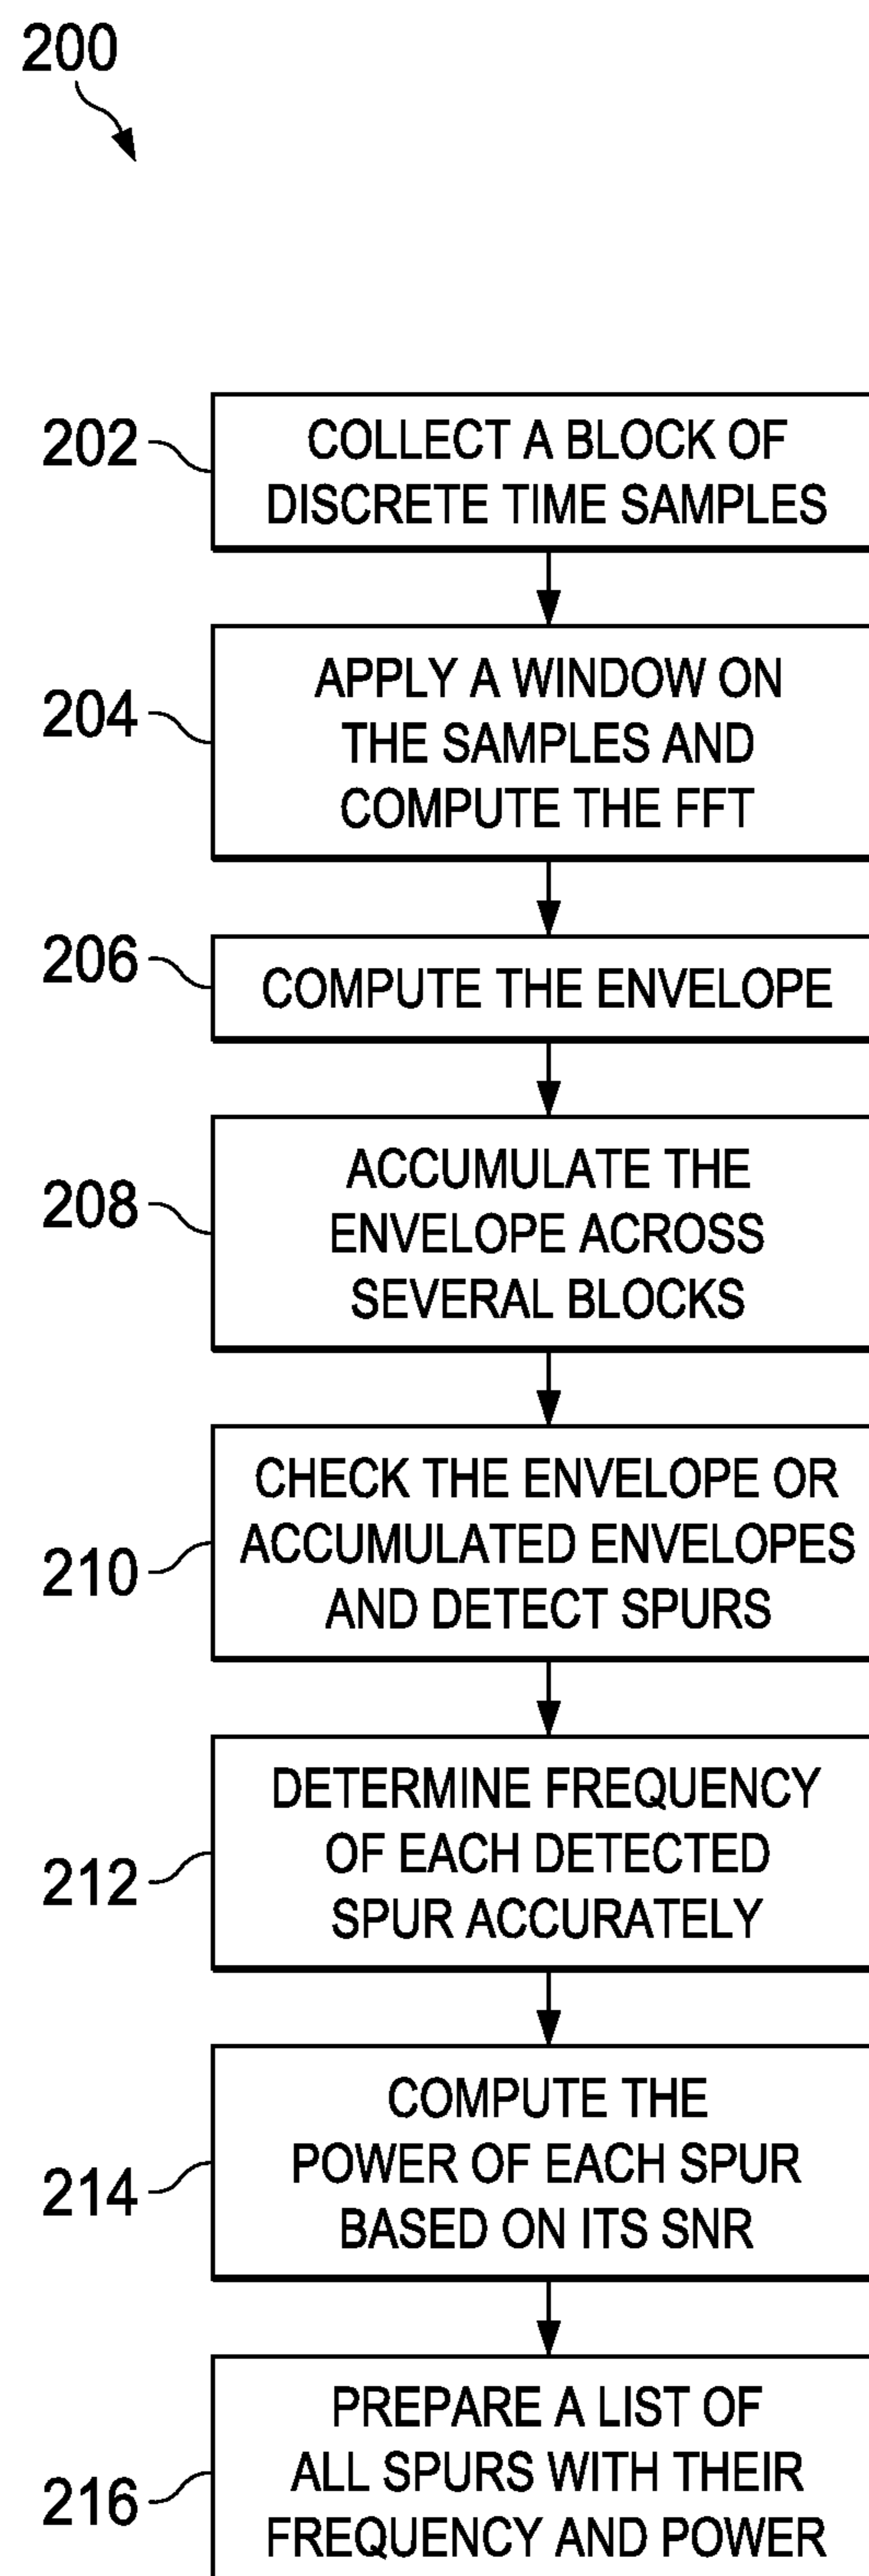 200
202
COLLECT A BLOCK OF
DISCRETE TIME SAMPLES
204
APPLY A WINDOW ON
THE SAMPLES AND
COMPUTE THE FFT
206
COMPUTE THE ENVELOPE
208
ACCUMULATE THE
ENVELOPE ACROSS
SEVERAL BLOCKS
210
CHECK THE ENVELOPE OR
ACCUMULATED ENVELOPES
AND DETECT SPURS
212
DETERMINE FREQUENCY
OF EACH DETECTED
SPUR ACCURATELY
214
COMPUTE THE
POWER OF EACH SPUR
BASED ON ITS SNR
216
PREPARE A LIST OF
ALL SPURS WITH THEIR
FREQUENCY AND POWER